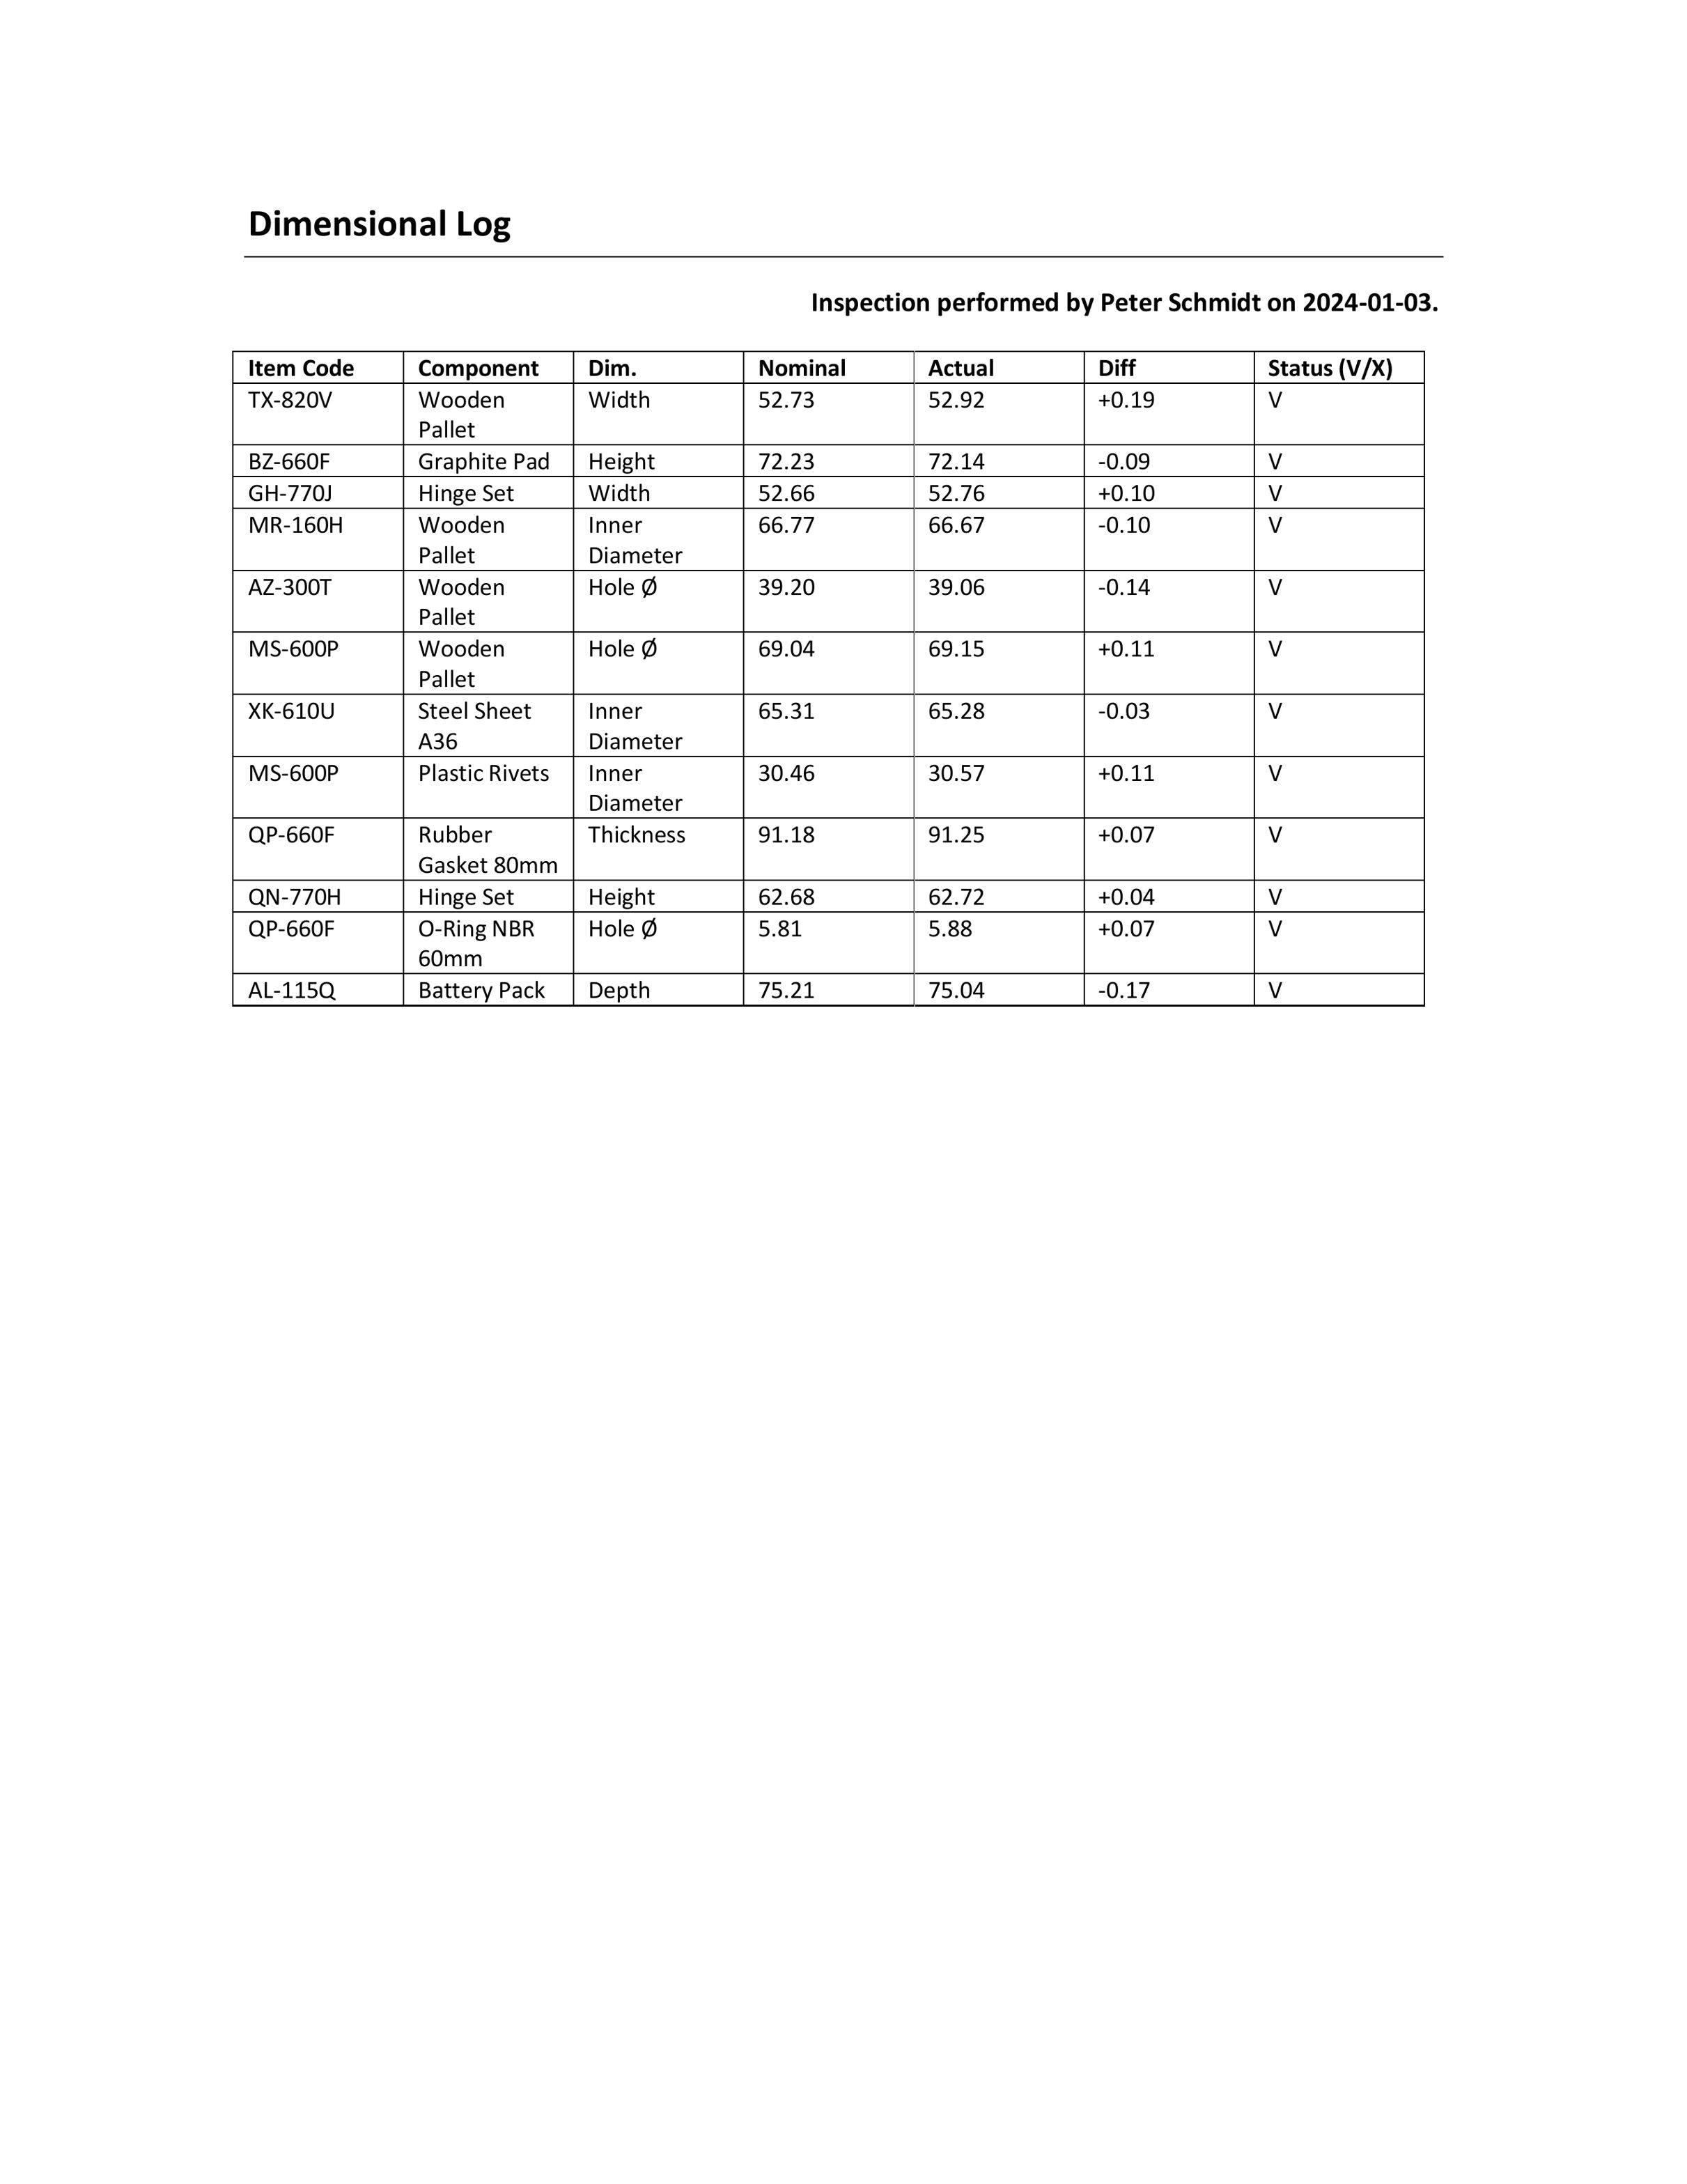 Dimensional Log
Inspection performed by Peter Schmidt on 2024-01-03.
Item Code Component Dim. Nominal Actual Diff Status (V/X)
TX-820V Wooden Width 52.73 52.92 +0.19 V
Pallet
BZ-660F Graphite Pad Height 72.23 72.14 -0.09 V
GH-770J Hinge Set Width 52.66 52.76 +0.10 V
MR-160H Wooden Inner 66.77 66.67 -0.10 V
Pallet Diameter
AZ-300T Wooden Hole Ø 39.20 39.06 -0.14 V
Pallet
MS-600P Wooden Hole Ø 69.04 69.15 +0.11 V
Pallet
XK-610U Steel Sheet Inner 65.31 65.28 -0.03 V
A36 Diameter
MS-600P Plastic Rivets Inner 30.46 30.57 +0.11 V
Diameter
QP-660F Rubber Thickness 91.18 91.25 +0.07 V
Gasket 80mm
QN-770H Hinge Set Height 62.68 62.72 +0.04 V
QP-660F O-Ring NBR Hole Ø 5.81 5.88 +0.07 V
60mm
AL-115Q Battery Pack Depth 75.21 75.04 -0.17 V